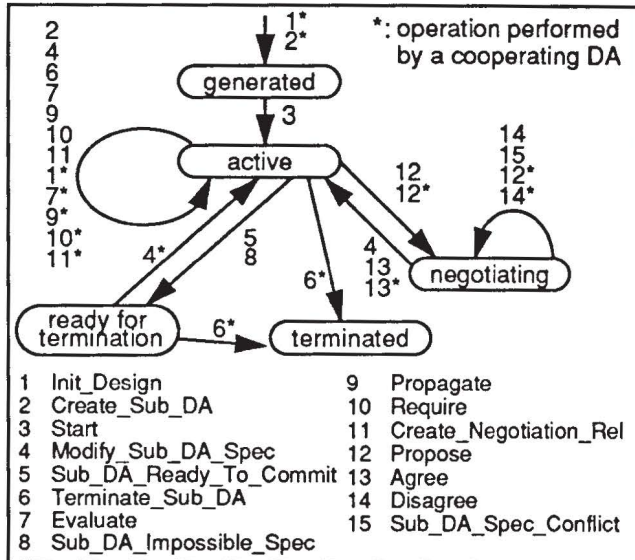 1*
2*
*: operation performed
by a cooperating DA
generated
3
2
4
6
7
9
10
11
1*
7*
9*
10*
11*
active
12
12*
14
15
12*
14*
4*
5
8
6*
4
13
13*
negotiating
ready for
termination
6*
terminated
1 Init_Design
2 Create_Sub_DA
3 Start
4 Modify_Sub_DA_Spec
5 Sub_DA_Ready_To_Commit
6 Terminate_Sub_DA
7 Evaluate
8 Sub_DA_Impossible_Spec
9 Propagate
10 Require
11 Create_Negotiation_Rel
12 Propose
13 Agree
14 Disagree
15 Sub_DA_Spec_Conflict